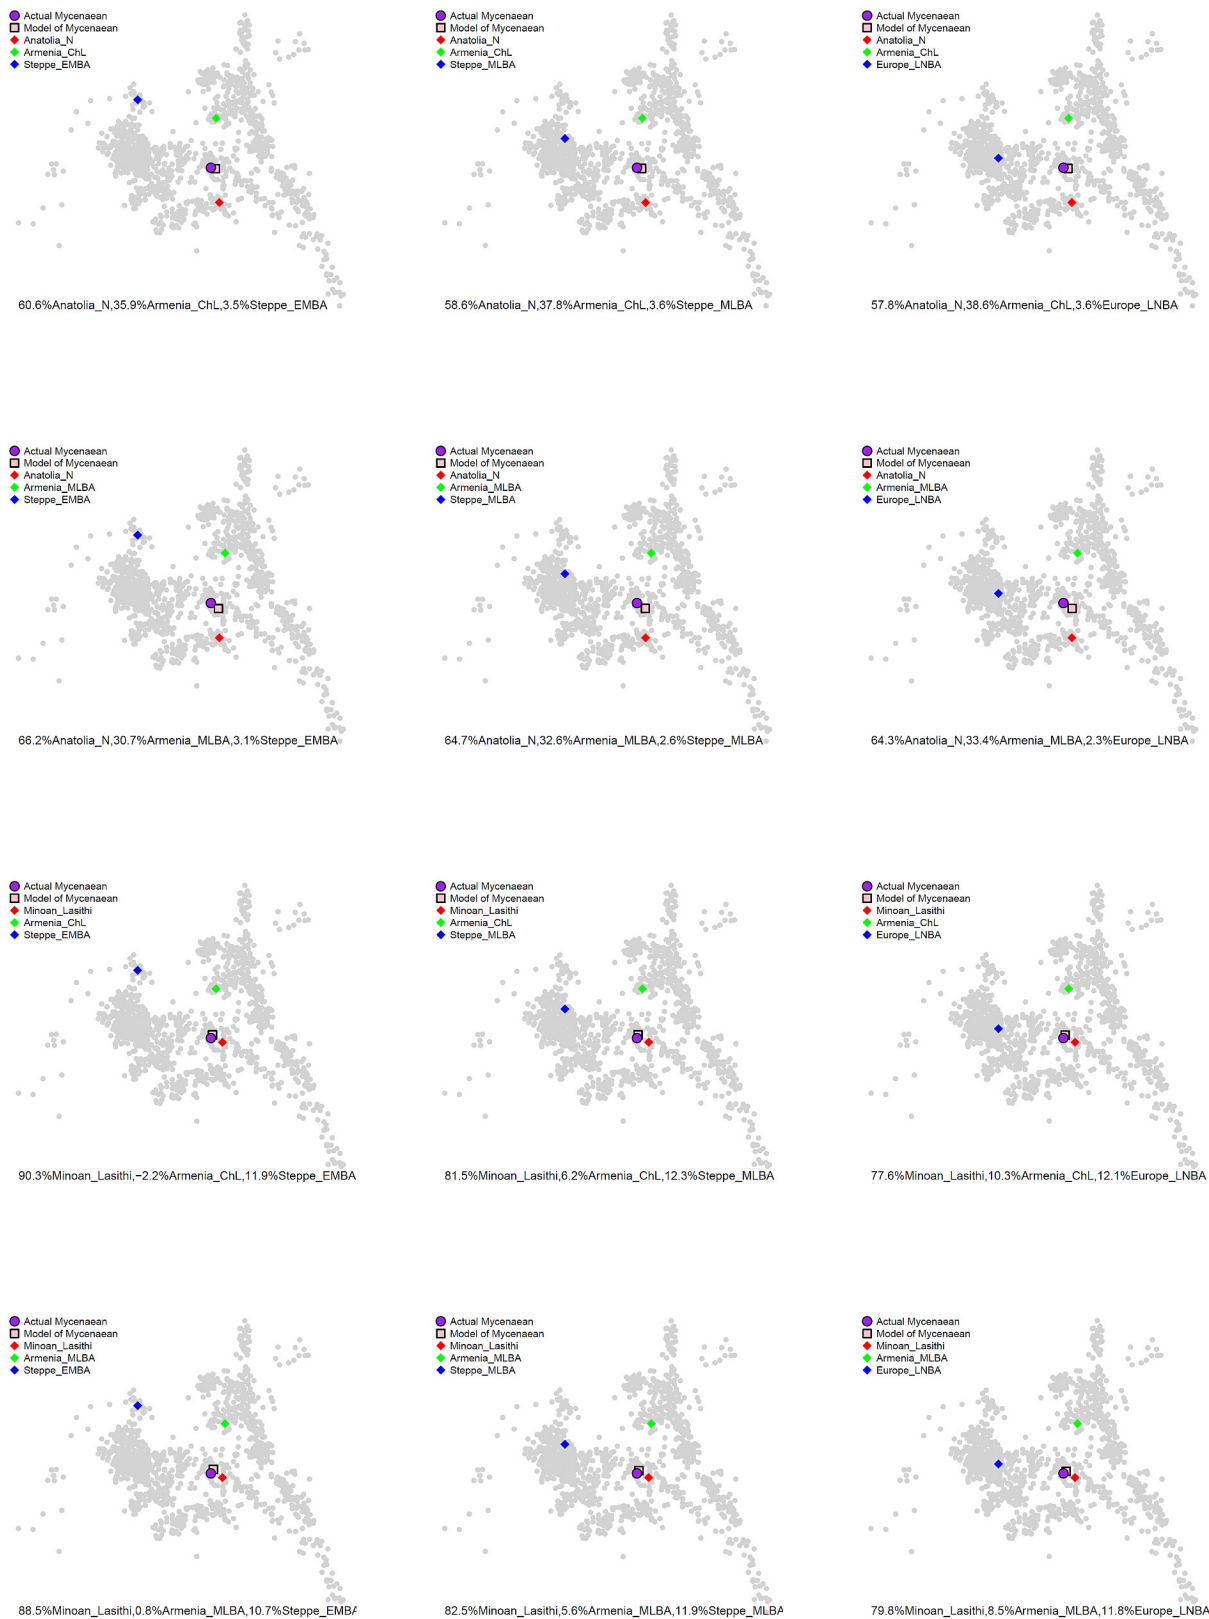 Actual Mycenaean
Model of Mycenaean
Anatolia_N
Armenia_ChL
Steppe_EMBA
60.6%Anatolia_N,35.9%Armenia_ChL,3.5%Steppe_EMBA
Actual Mycenaean
Model of Mycenaean
Anatolia_N
Armenia_ChL
Steppe_MLBA
58.6%Anatolia_N,37.8%Armenia_ChL,3.6%Steppe_MLBA
Actual Mycenaean
Model of Mycenaean
Anatolia_N
Armenia_ChL
Europe_LNBA
57.8%Anatolia_N,38.6%Armenia_ChL,3.6%Europe_LNBA
Actual Mycenaean
Model of Mycenaean
Anatolia_N
Armenia_MLBA
Steppe_EMBA
66.2%Anatolia_N,30.7%Armenia_MLBA,3.1%Steppe_EMBA
Actual Mycenaean
Model of Mycenaean
Anatolia_N
Armenia_MLBA
Steppe_MLBA
64.7%Anatolia_N,32.6%Armenia_MLBA,2.6%Steppe_MLBA
Actual Mycenaean
Model of Mycenaean
Anatolia_N
Armenia_MLBA
Europe_LNBA
64.3%Anatolia_N,33.4%Armenia_MLBA,2.3%Europe_LNBA
Actual Mycenaean
Model of Mycenaean
Minoan_Lasithi
Armenia_ChL
Steppe_EMBA
90.3%Minoan_Lasithi,−2.2%Armenia_ChL,11.9%Steppe_EMBA
Actual Mycenaean
Model of Mycenaean
Minoan_Lasithi
Armenia_ChL
Steppe_MLBA
81.5%Minoan_Lasithi,6.2%Armenia_ChL,12.3%Steppe_MLBA
Actual Mycenaean
Model of Mycenaean
Minoan_Lasithi
Armenia_ChL
Europe_LNBA
77.6%Minoan_Lasithi,10.3%Armenia_ChL,12.1%Europe_LNBA
Actual Mycenaean
Model of Mycenaean
Minoan_Lasithi
Armenia_MLBA
Steppe_EMBA
88.5%Minoan_Lasithi,0.8%Armenia_MLBA,10.7%Steppe_EMBA
Actual Mycenaean
Model of Mycenaean
Minoan_Lasithi
Armenia_MLBA
Steppe_MLBA
82.5%Minoan_Lasithi,5.6%Armenia_MLBA,11.9%Steppe_MLBA
Actual Mycenaean
Model of Mycenaean
Minoan_Lasithi
Armenia_MLBA
Europe_LNBA
79.8%Minoan_Lasithi,8.5%Armenia_MLBA,11.8%Europe_LNBA